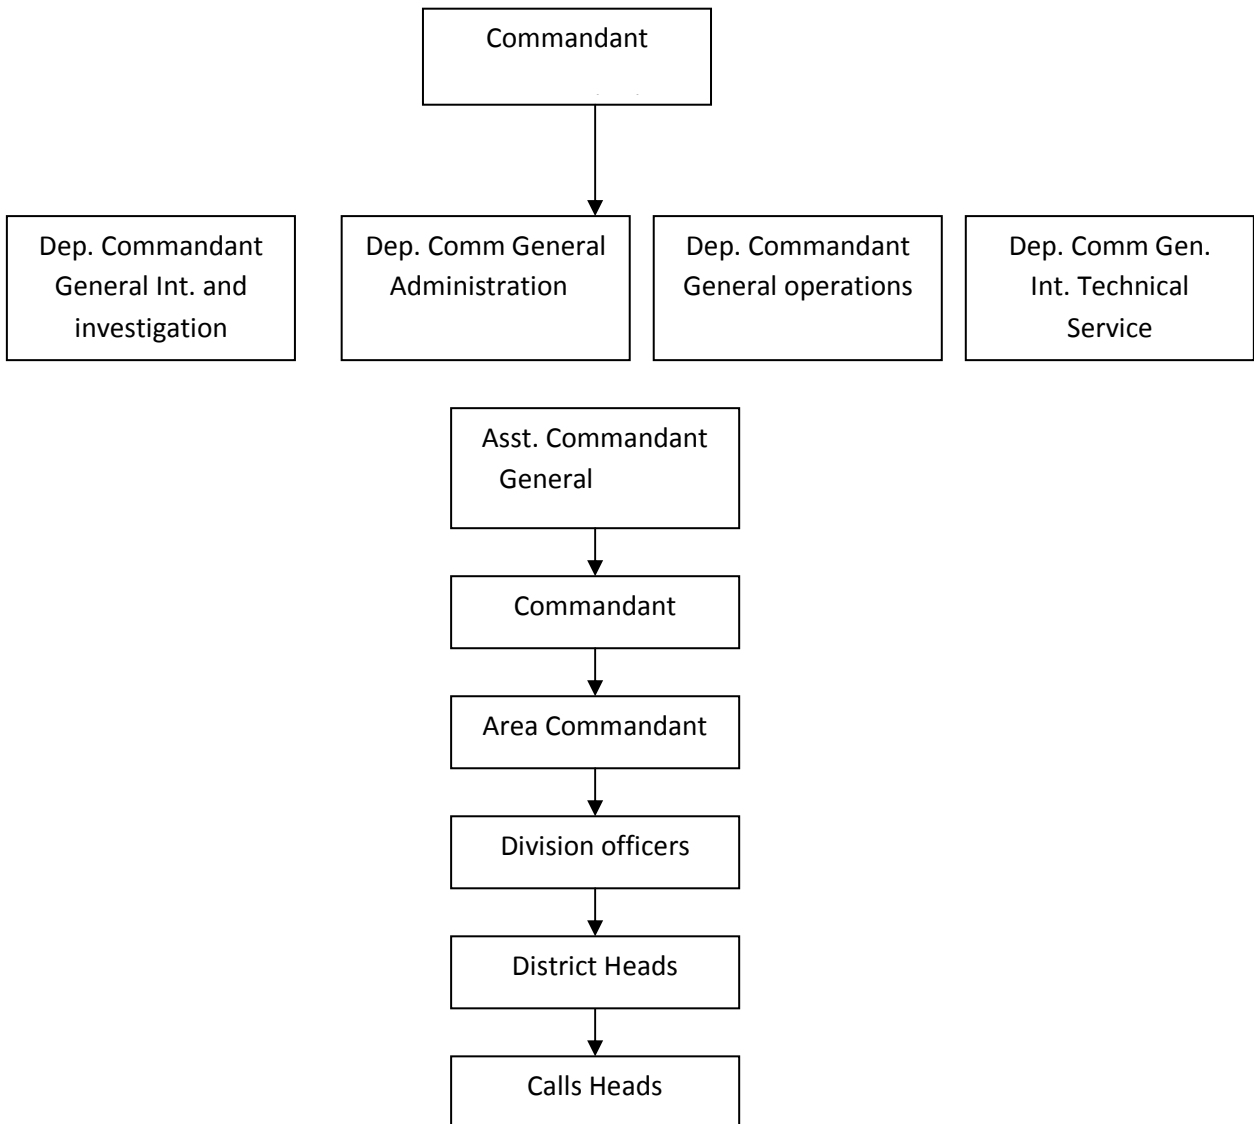 Commandant
Dep. Commandant
General Int. and
investigation
Dep. Comm General
Administration
Dep. Commandant
General operations
Dep. Comm Gen.
Int. Technical
Service
Asst. Commandant
General
Commandant
Area Commandant
Division officers
District Heads
Calls Heads